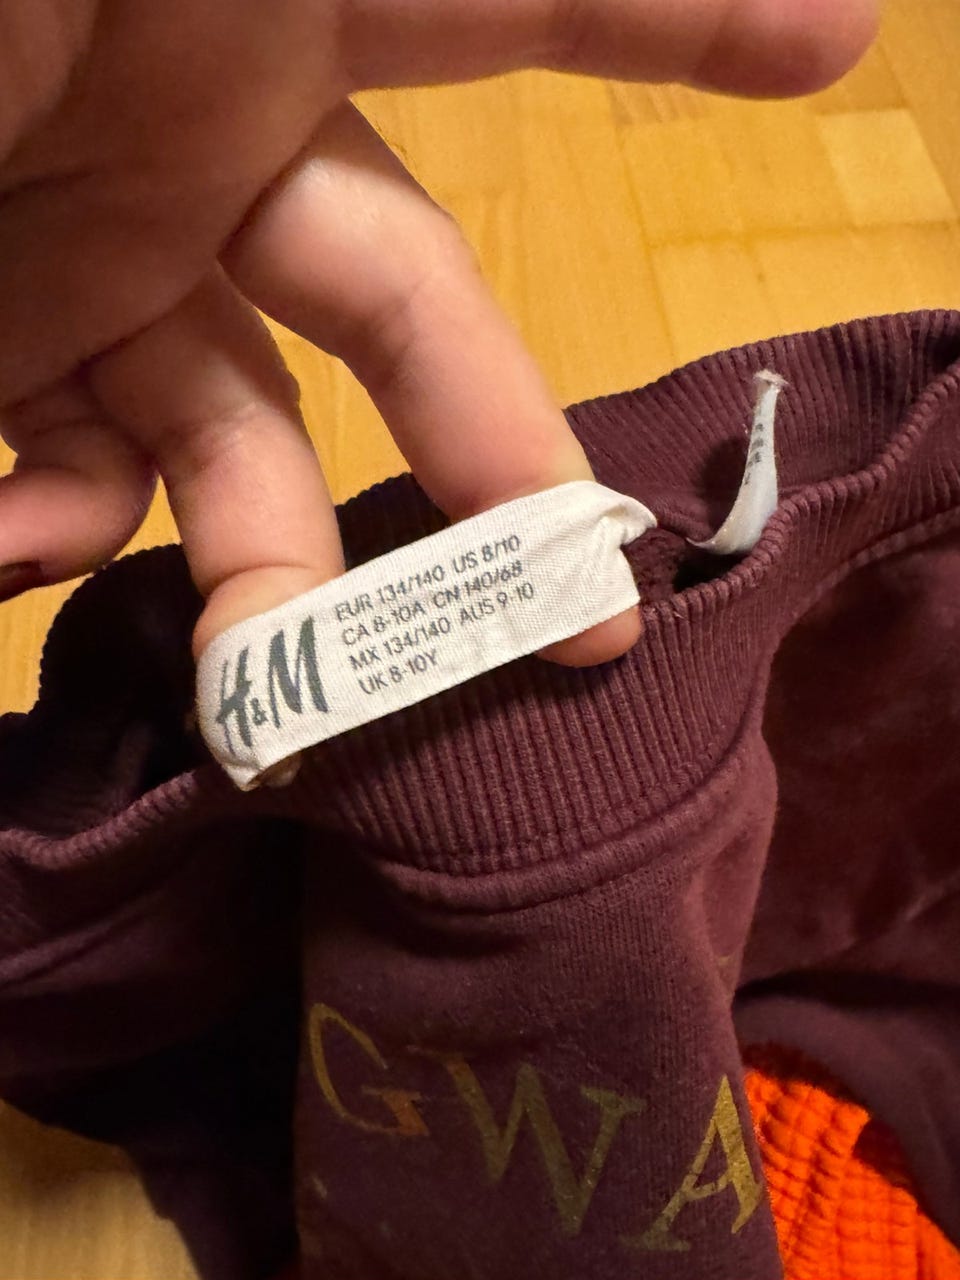 H&M
EUR 134/140 US 8/10
CA 8-10A CN 140/68
MX 134/140 AUS 9-10
UK 8-10Y
GWA